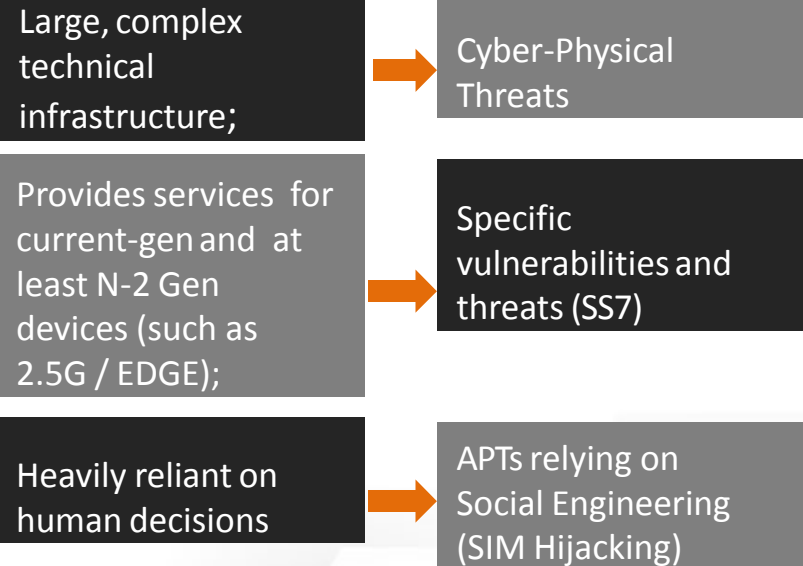 Large, complex
technical
infrastructure;
Cyber-Physical
Threats
Provides services for
current-gen and at
least N-2 Gen
devices (such as
2.5G / EDGE);
Specific
vulnerabilities and
threats (SS7)
Heavily reliant on
human decisions
APTs relying on
Social Engineering
(SIM Hijacking)